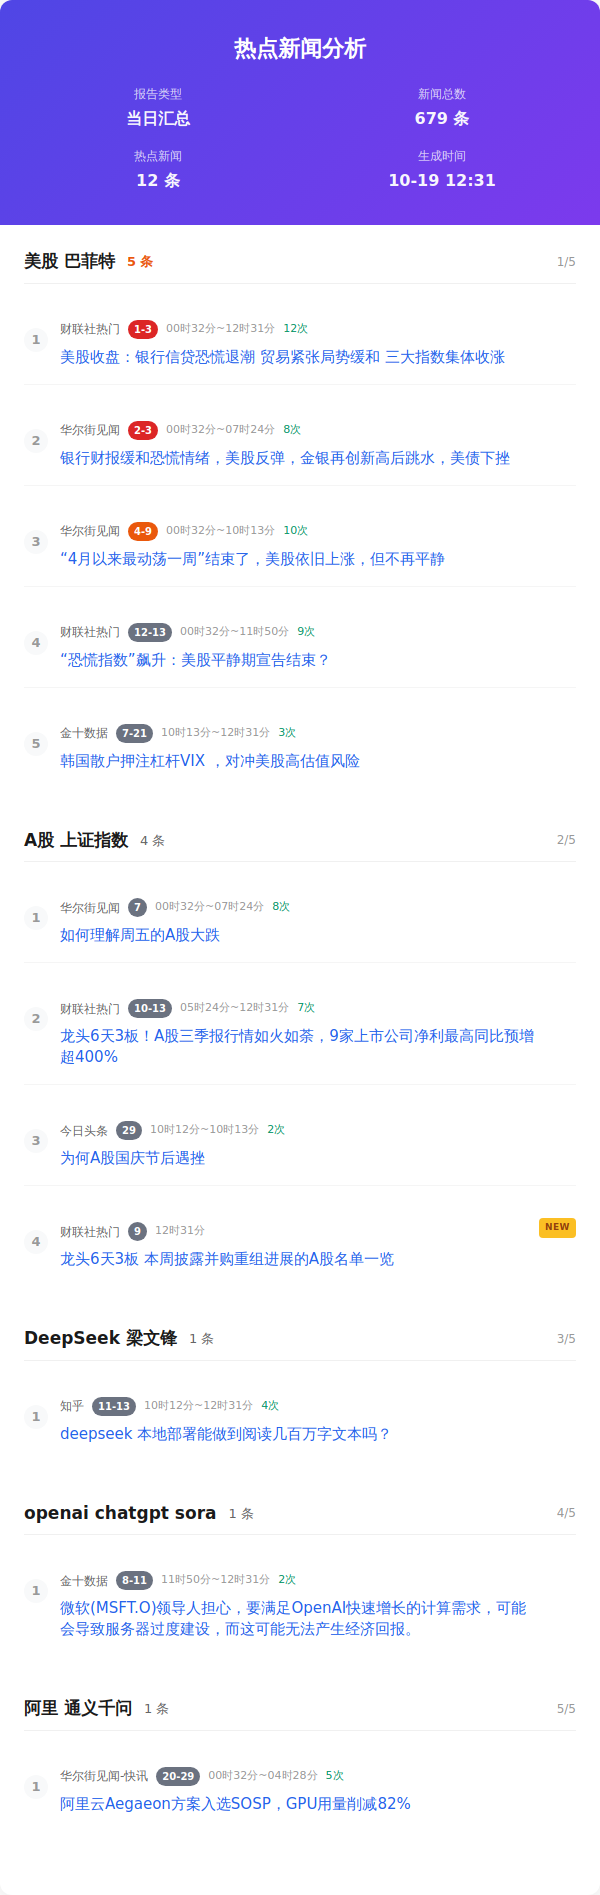 热点新闻分析
报告类型
当日汇总
新闻总数
679 条
热点新闻
12 条
生成时间
10-19 12:31
美股 巴菲特 5 条 1/5
1
财联社热门 1-3 00时32分~12时31分 12次
美股收盘：银行信贷恐慌退潮 贸易紧张局势缓和 三大指数集体收涨
2
华尔街见闻 2-3 00时32分~07时24分 8次
银行财报缓和恐慌情绪，美股反弹，金银再创新高后跳水，美债下挫
3
华尔街见闻 4-9 00时32分~10时13分 10次
“4月以来最动荡一周”结束了，美股依旧上涨，但不再平静
4
财联社热门 12-13 00时32分~11时50分 9次
“恐慌指数”飙升：美股平静期宣告结束？
5
金十数据 7-21 10时13分~12时31分 3次
韩国散户押注杠杆VIX ，对冲美股高估值风险
A股 上证指数 4 条 2/5
1
华尔街见闻 7 00时32分~07时24分 8次
如何理解周五的A股大跌
2
财联社热门 10-13 05时24分~12时31分 7次
龙头6天3板！A股三季报行情如火如荼，9家上市公司净利最高同比预增
超400%
3
今日头条 29 10时12分~10时13分 2次
为何A股国庆节后遇挫
4
财联社热门 9 12时31分 NEW
龙头6天3板 本周披露并购重组进展的A股名单一览
DeepSeek 梁文锋 1 条 3/5
1
知乎 11-13 10时12分~12时31分 4次
deepseek 本地部署能做到阅读几百万字文本吗？
openai chatgpt sora 1 条 4/5
1
金十数据 8-11 11时50分~12时31分 2次
微软(MSFT.O)领导人担心，要满足OpenAI快速增长的计算需求，可能
会导致服务器过度建设，而这可能无法产生经济回报。
阿里 通义千问 1 条 5/5
1
华尔街见闻-快讯 20-29 00时32分~04时28分 5次
阿里云Aegaeon方案入选SOSP，GPU用量削减82%